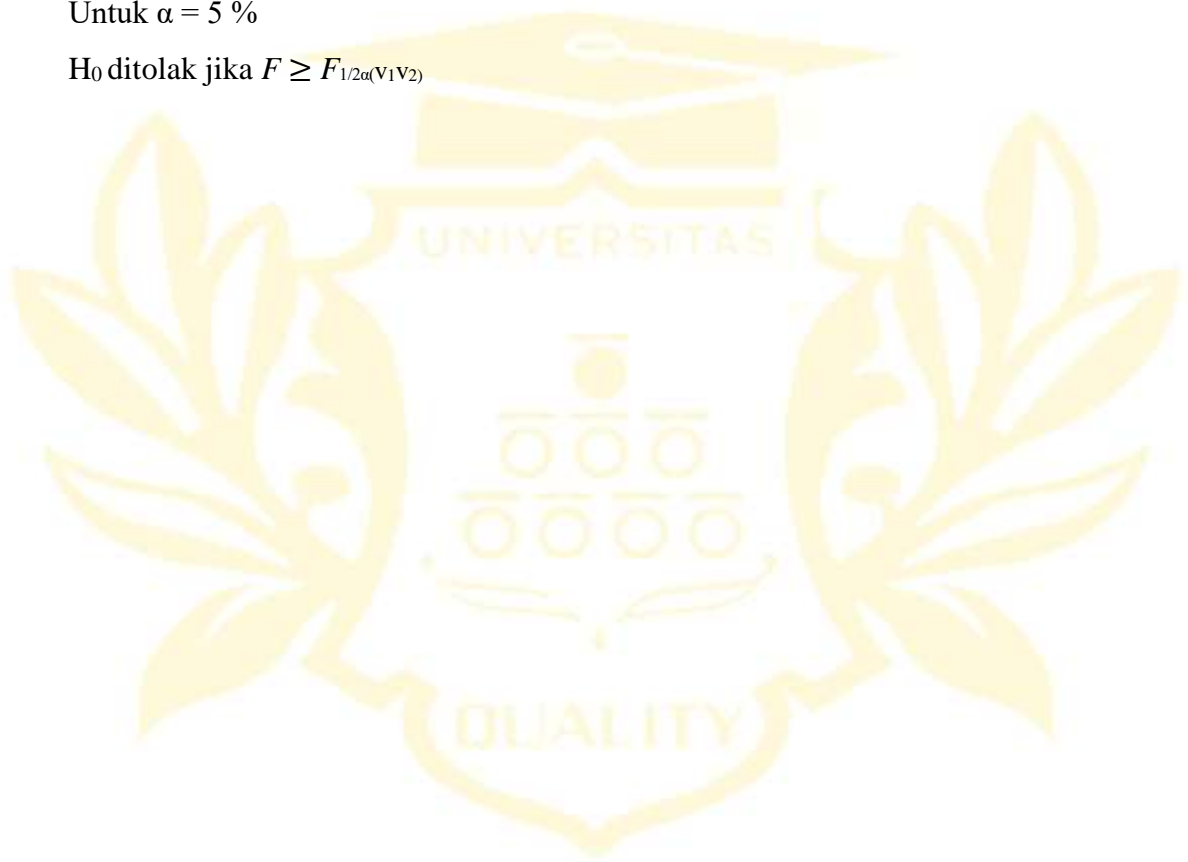 Untuk α = 5 %
H₀ ditolak jika F ≥ F₁/₂α(v₁v₂)
UNIVERSITAS
QUALITY